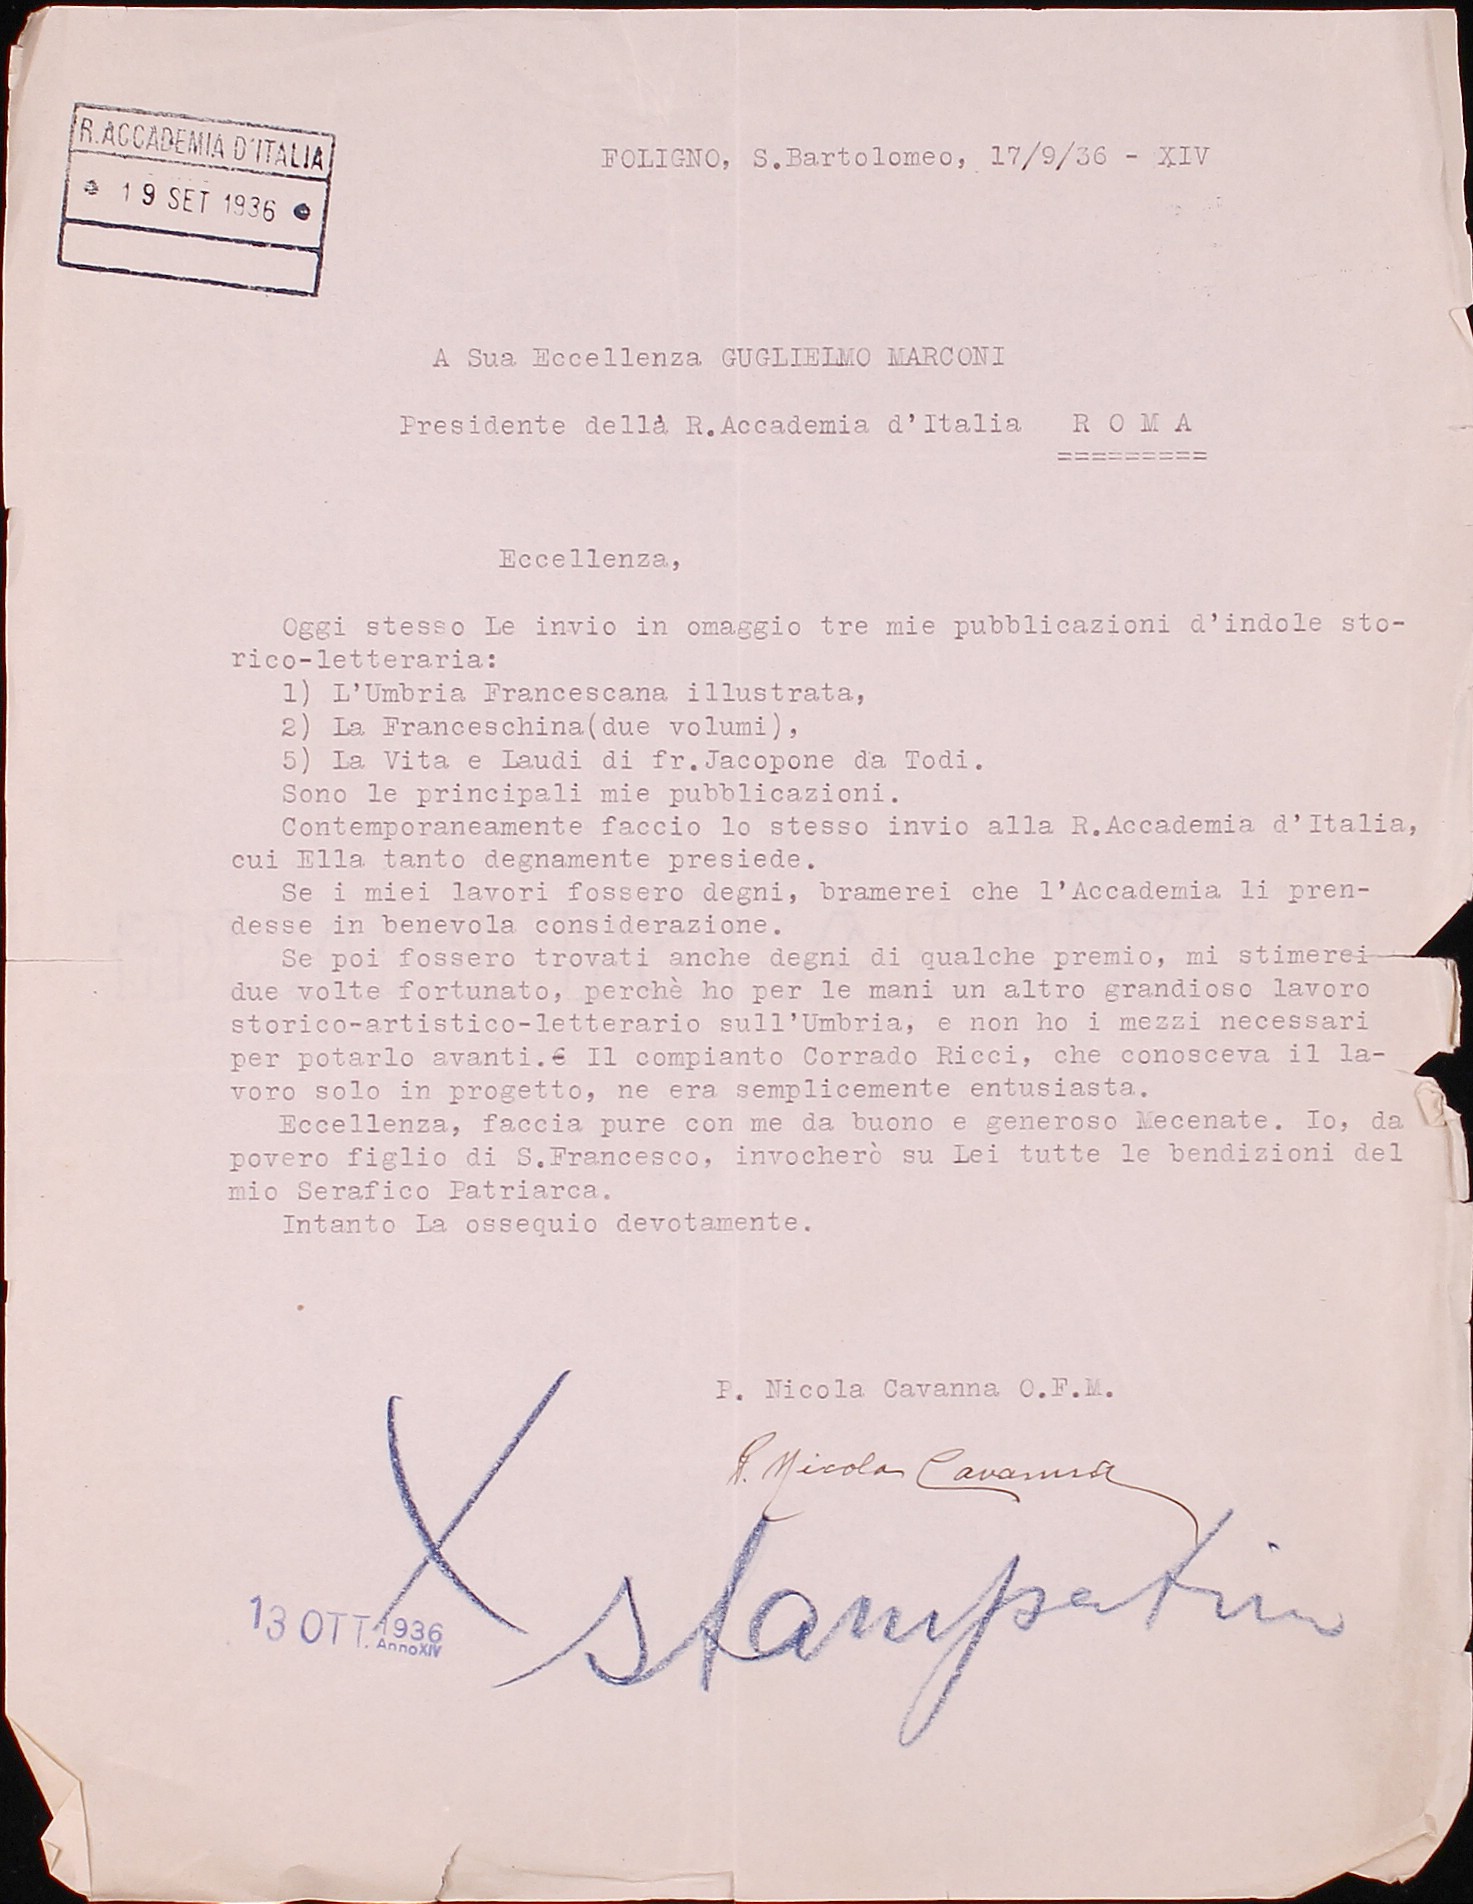 R. ACCADEMIA D'ITALIA
19 SET 1936
FOLIGNO, S.Bartolomeo, 17/9/36 - XIV
A Sua Eccellenza GUGLIELMO MARCONI
Presidente della R.Accademia d'Italia R O M A
=========
Eccellenza,
Oggi stesso Le invio in omaggio tre mie pubblicazioni d'indole sto-
rico-letteraria:
1) L'Umbria Francescana illustrata,
2) La Franceschina(due volumi),
3) La Vita e Laudi di fr.Jacopone da Todi.
Sono le principali mie pubblicazioni.
Contemporaneamente faccio lo stesso invio alla R.Accademia d'Italia,
cui Ella tanto degnamente presiede.
Se i miei lavori fossero degni, bramerei che l'Accademia li pren-
desse in benevola considerazione.
Se poi fossero trovati anche degni di qualche premio, mi stimerei
due volte fortunato, perchè ho per le mani un altro grandioso lavoro
storico-artistico-letterario sull'Umbria, e non ho i mezzi necessari
per potarlo avanti. Il compianto Corrado Ricci, che conosceva il la-
voro solo in progetto, ne era semplicemente entusiasta.
Eccellenza, faccia pure con me da buono e generoso Mecenate. Io, da
povero figlio di S.Francesco, invocherò su Lei tutte le bendizioni del
mio Serafico Patriarca.
Intanto La ossequio devotamente.
P. Nicola Cavanna O.F.M.
P. Nicola Cavanna
X stampatino
13 OTT. 1936
Anno XIV